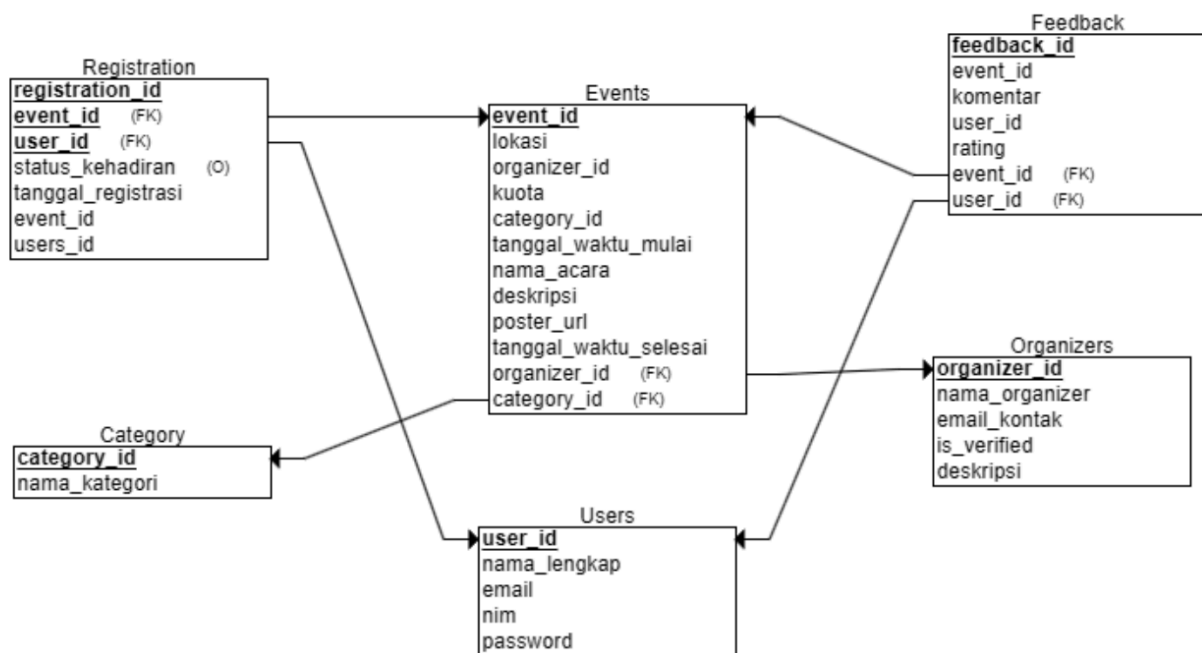 Registration
registration_id
event_id (FK)
user_id (FK)
status_kehadiran (O)
tanggal_registrasi
event_id
users_id
Events
event_id
lokasi
organizer_id
kuota
category_id
tanggal_waktu_mulai
nama_acara
deskripsi
poster_url
tanggal_waktu_selesai
organizer_id (FK)
category_id (FK)
Feedback
feedback_id
event_id
komentar
user_id
rating
event_id (FK)
user_id (FK)
Category
category_id
nama_kategori
Organizers
organizer_id
nama_organizer
email_kontak
is_verified
deskripsi
Users
user_id
nama_lengkap
email
nim
password